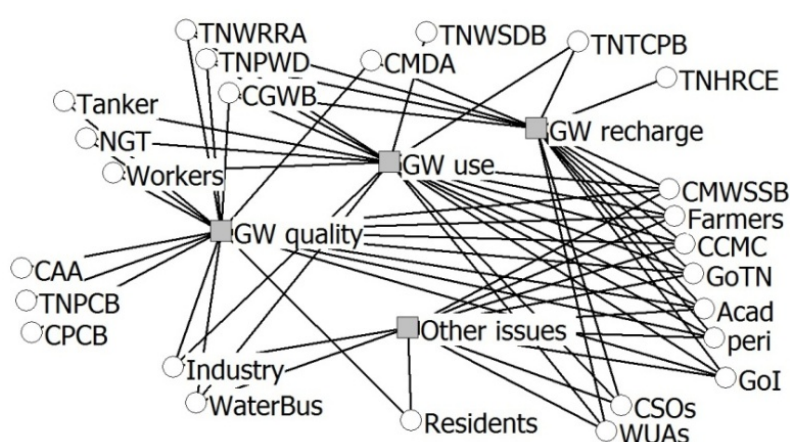 TNWRRA
TNWSDB
TNTCPB
TNPWD
CMDA
TNHRCE
CGWB
Tanker
GW recharge
NGT
GW use
Workers
CMWSSB
Farmers
GW quality
CCMC
CAA
GoTN
TNPCB
Acad
CPCB
Other issues
peri
Industry
GoI
WaterBus
CSOs
Residents
WUAs